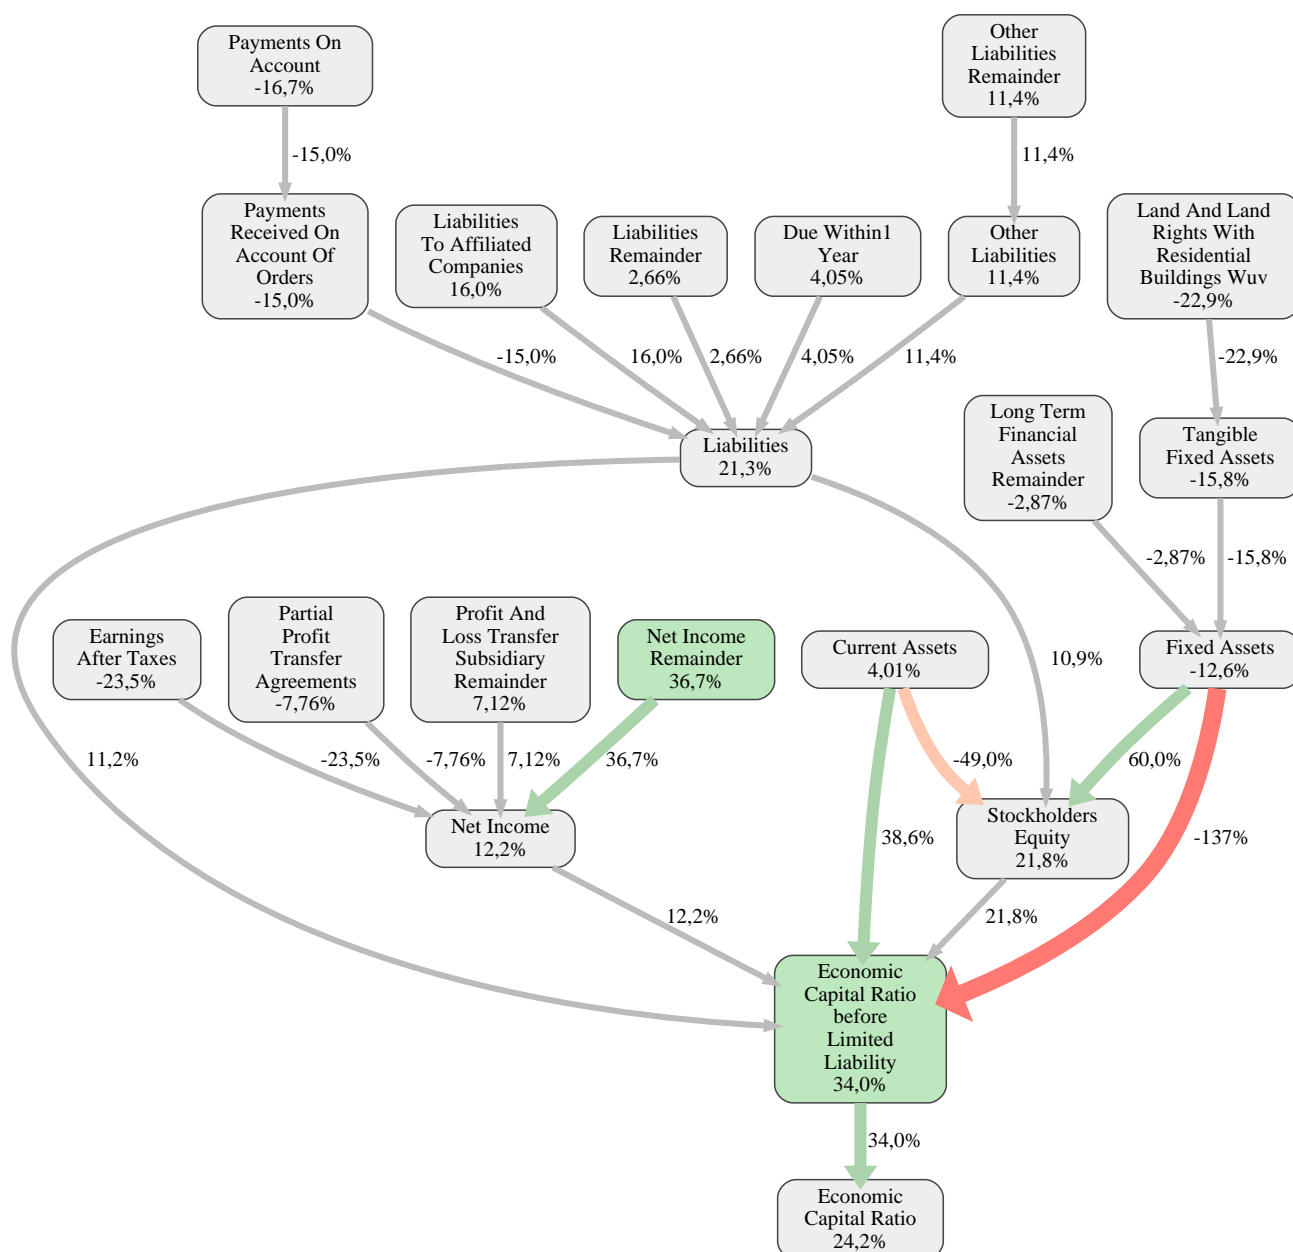 Payments On
Account
-16,7%
Other
Liabilities
Remainder
11,4%
-15,0%
11,4%
Payments
Received On
Account Of
Orders
-15,0%
Liabilities
To Affiliated
Companies
16,0%
Liabilities
Remainder
2,66%
Due Within1
Year
4,05%
Other
Liabilities
11,4%
Land And Land
Rights With
Residential
Buildings Wuv
-22,9%
-15,0%
16,0%
2,66%
4,05%
11,4%
-22,9%
Liabilities
21,3%
Long Term
Financial
Assets
Remainder
-2,87%
Tangible
Fixed Assets
-15,8%
-2,87%
-15,8%
Earnings
After Taxes
-23,5%
Partial
Profit
Transfer
Agreements
-7,76%
Profit And
Loss Transfer
Subsidiary
Remainder
7,12%
Net Income
Remainder
36,7%
Current Assets
4,01%
10,9%
Fixed Assets
-12,6%
11,2%
-23,5%
-7,76%
7,12%
36,7%
-49,0%
60,0%
Net Income
12,2%
38,6%
Stockholders
Equity
21,8%
-137%
12,2%
21,8%
Economic
Capital Ratio
before
Limited
Liability
34,0%
34,0%
Economic
Capital Ratio
24,2%